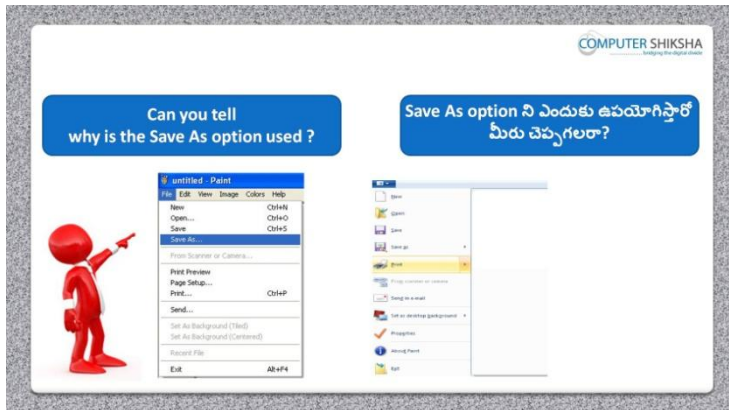 COMPUTER SHIKSHA
bridging the digital divide
Can you tell
why is the Save As option used ?
Save As option ని ఎందుకు ఉపయోగిస్తారో
మీరు చెప్పగలరా?
untitled - Paint
File Edit View Image Colors Help
New Ctrl+N
Open... Ctrl+O
Save Ctrl+S
Save As...
From Scanner or Camera...
Print Preview
Page Setup...
Print... Ctrl+P
Send...
Set As Background (Tiled)
Set As Background (Centered)
Recent File
Exit Alt+F4
New
Open
Save
Save as
Print
From scanner or camera
Send in e-mail
Set as desktop background
Properties
About Paint
Exit